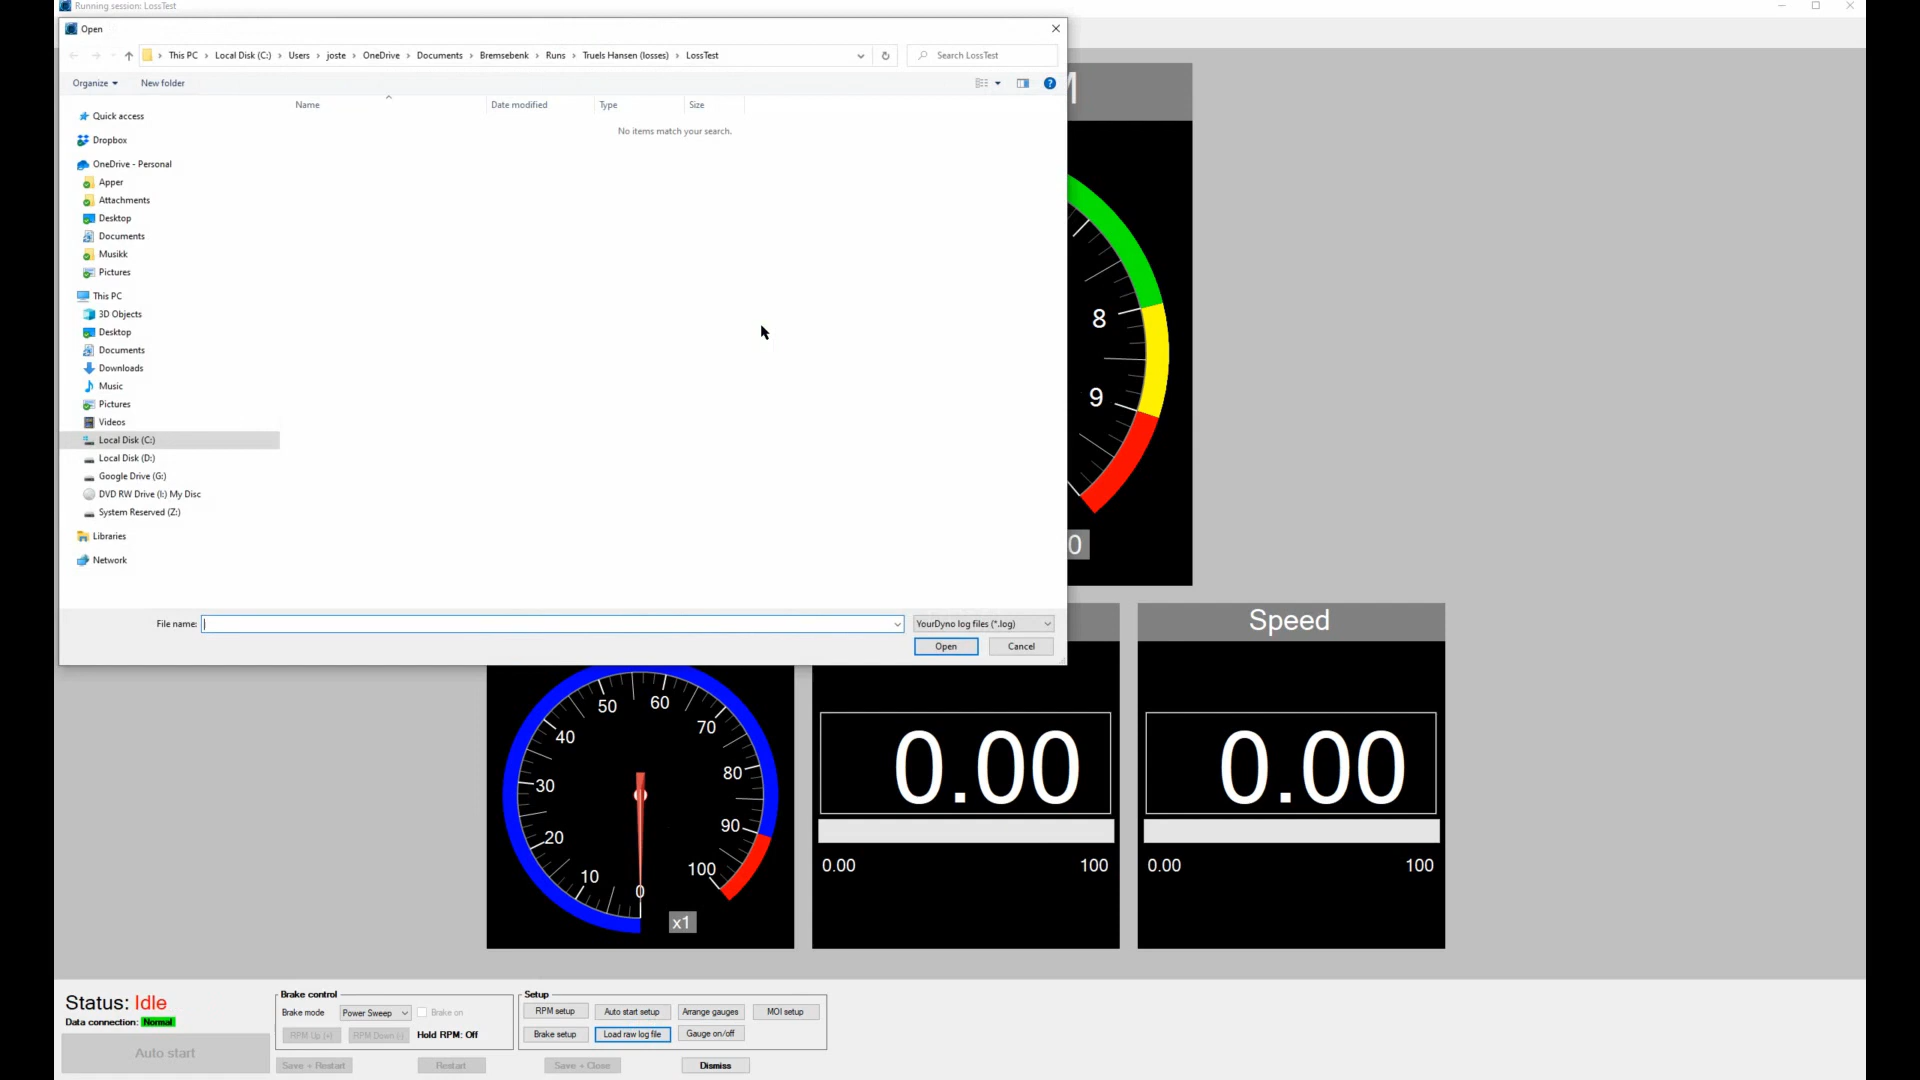 Running session: LossTest
Open
This PC > Local Disk (C:) > Users > joste > OneDrive > Documents > Bremsebenk > Runs > Truels Hansen (losses) > LossTest
Search LossTest
Organize
New folder
Name
Date modified
Type
Size
No items match your search.
Quick access
Dropbox
OneDrive - Personal
Apper
Attachments
Desktop
Documents
Musikk
Pictures
This PC
3D Objects
Desktop
Documents
Downloads
Music
Pictures
Videos
Local Disk (C:)
Local Disk (D:)
Google Drive (G:)
DVD RW Drive (I:) My Disc
System Reserved (Z:)
Libraries
Network
File name:
YourDyno log files (*.log)
Open
Cancel
8
9
0
Speed
0
10
20
30
40
50
60
70
80
90
100
x1
0.00
0.00 100
0.00
0.00 100
Status: Idle
Data connection: Normal
Auto start
Brake control
Brake mode Power Sweep Brake on
RPM Up (+) RPM Down (-) Hold RPM: Off
Setup
RPM setup Auto start setup Arrange gauges MOI setup
Brake setup Load raw log file Gauge on/off
Save + Restart Restart Save + Close Dismiss